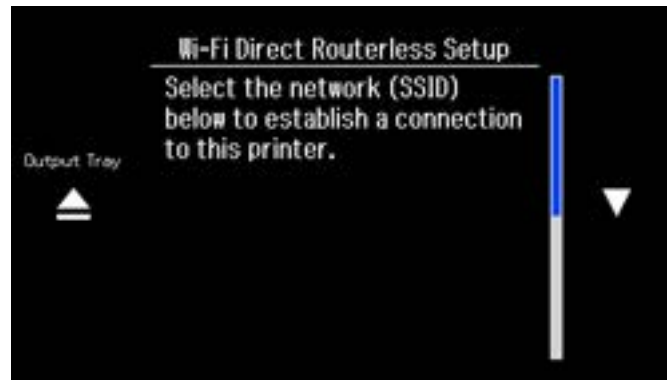 Wi-Fi Direct Routerless Setup
Select the network (SSID)
below to establish a connection
to this printer.
Output Tray